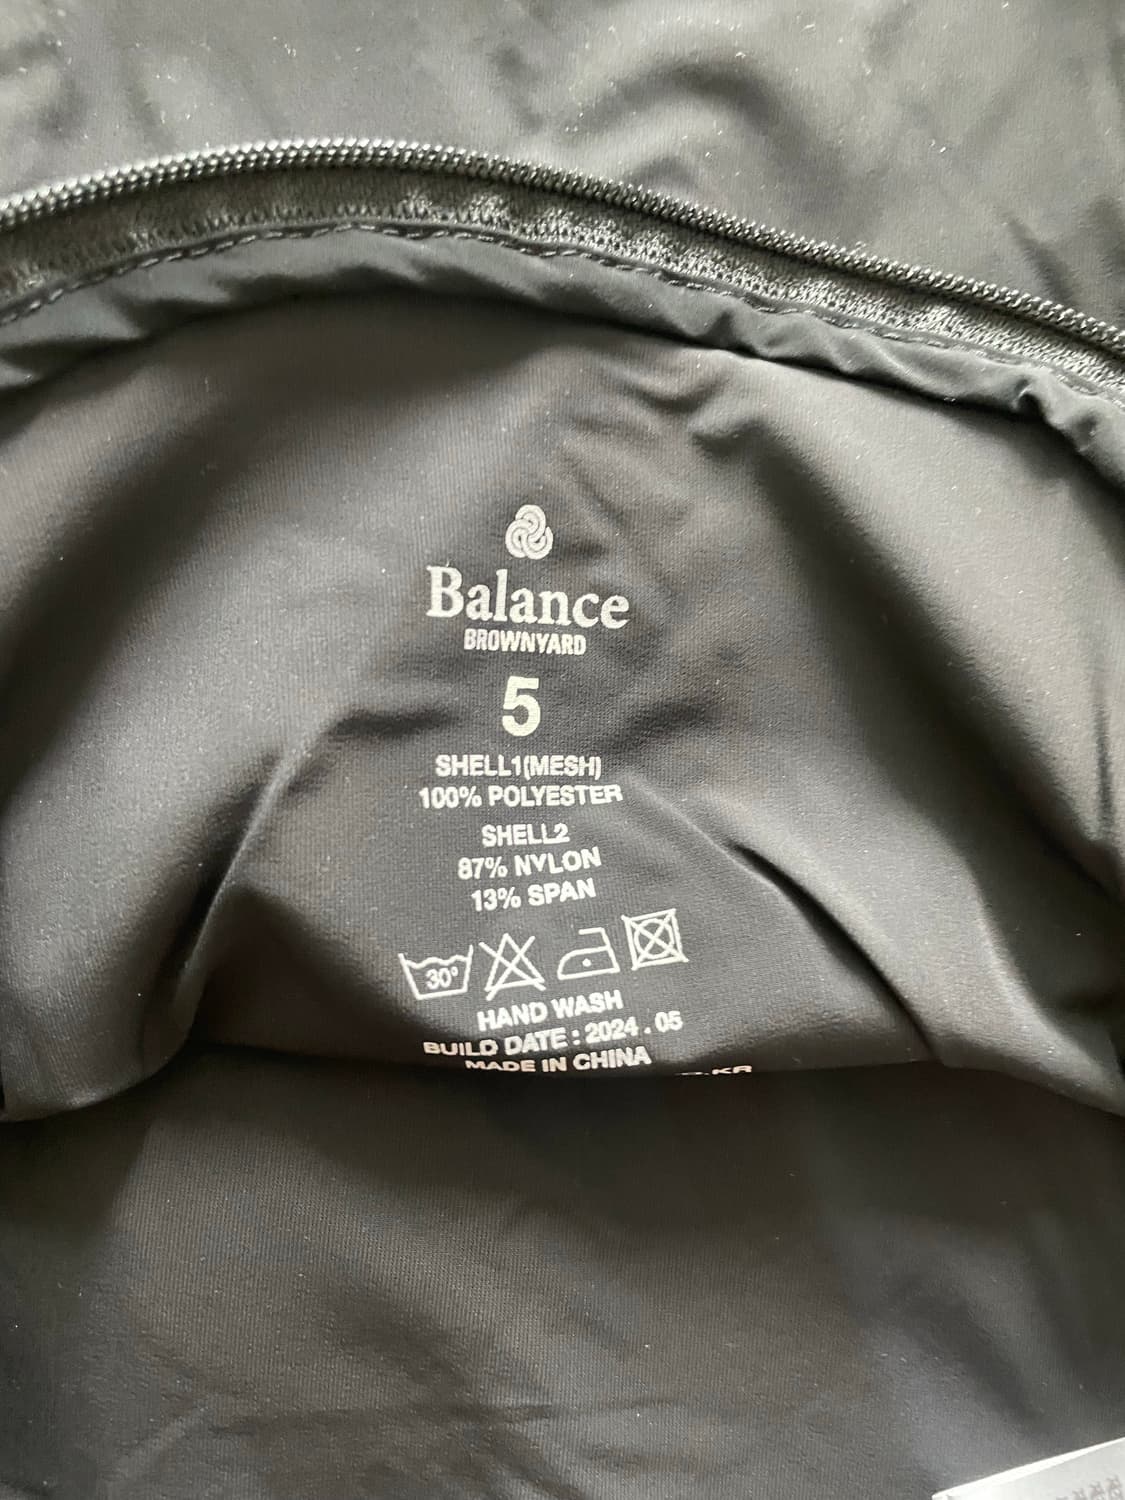 Balance
BROWNYARD
5
SHELL1(MESH)
100% POLYESTER
SHELL2
87% NYLON
13% SPAN
30°
HAND WASH
BUILD DATE : 2024 . 05
MADE IN CHINA
.KR